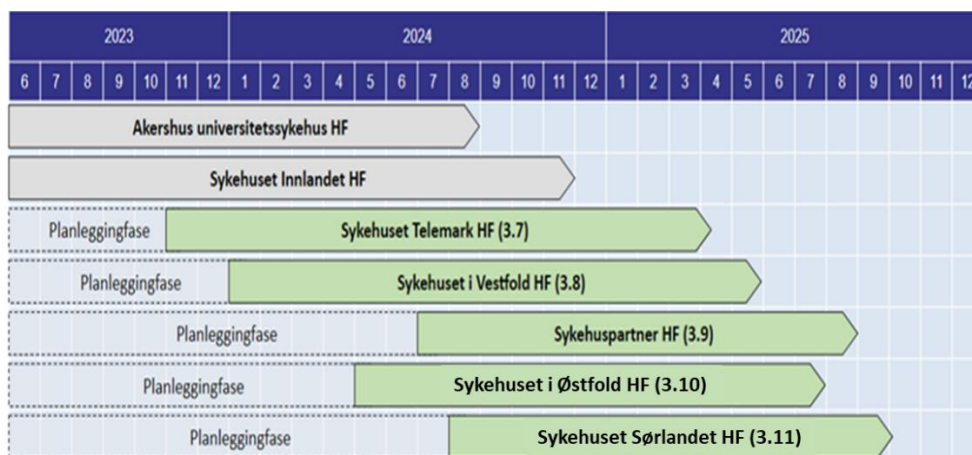 2023 2024 2025
6 7 8 9 10 11 12 1 2 3 4 5 6 7 8 9 10 11 12 1 2 3 4 5 6 7 8 9 10 11 12
Akershus universitetssykehus HF
Sykehuset Innlandet HF
Planleggingfase Sykehuset Telemark HF (3.7)
Planleggingfase Sykehuset i Vestfold HF (3.8)
Planleggingfase Sykehuspartner HF (3.9)
Planleggingfase Sykehuset i Østfold HF (3.10)
Planleggingfase Sykehuset Sørlandet HF (3.11)